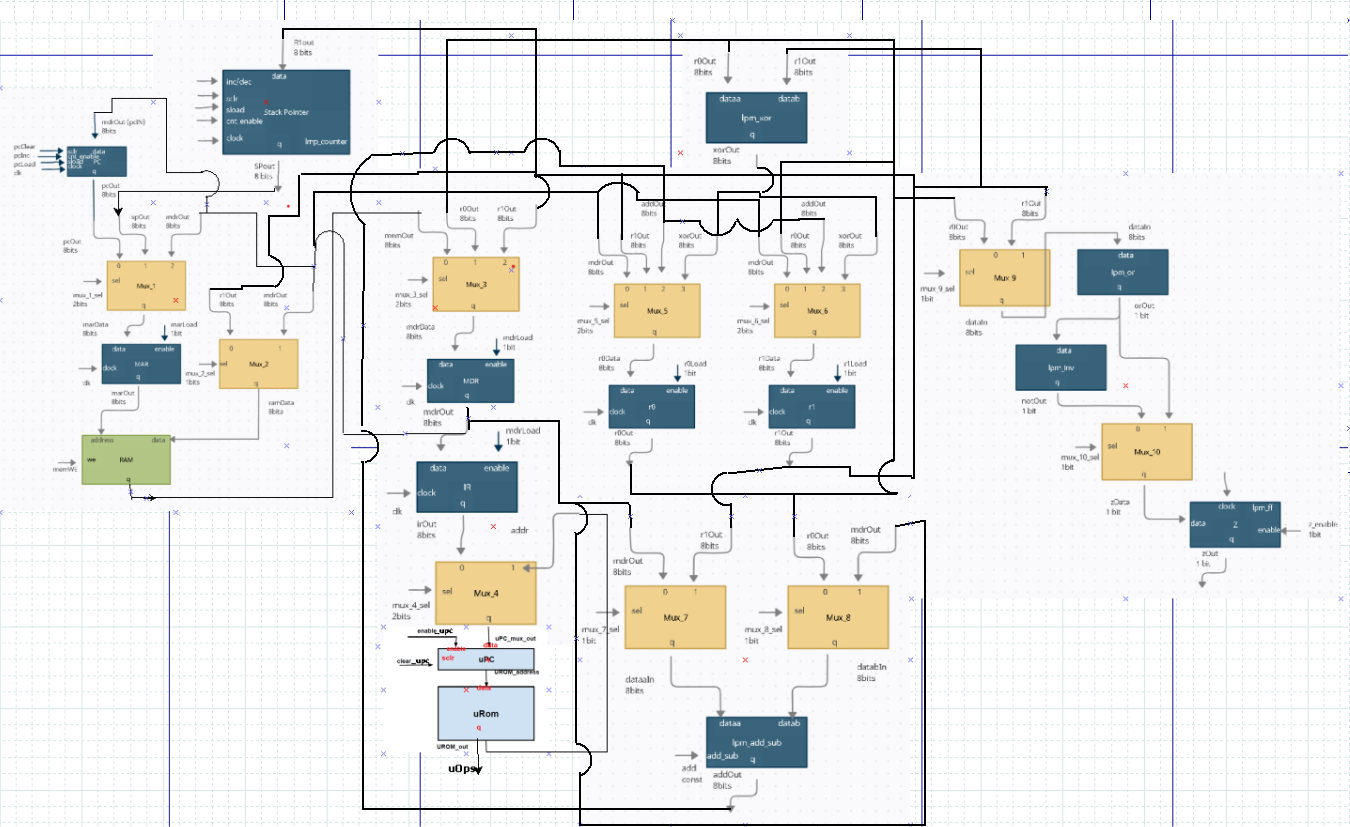 R1out
8 bits
data
inc/dec
sclr
sload
cnt enable
clock
Stack Pointer
lmp_counter
q
SPout
8 bits
mdrOut [pcIN]
8bits
pcClear
pcInc
pcLoad
clk
sclr
data
cnt_enable
sload
PC
clock
q
pcOut
8bits
pcOut
8bits
spOut
8bits
mdrOut
8bits
0
1
2
sel
Mux_1
q
mux_1_sel
2bits
marData
8bits
marLoad
1bit
data
enable
clock
MAR
q
clk
marOut
8bits
r1Out
8bits
mdrOut
8bits
0
1
sel
Mux_2
q
mux_2_sel
1bits
ramData
8bits
address
data
we
RAM
q
memWE
memOut
8bits
r0Out
8bits
r1Out
8bits
0
1
2
sel
Mux_3
q
mux_3_sel
2bits
mdrData
8bits
mdrLoad
1bit
data
enable
clock
MDR
q
clk
mdrOut
8bits
mdrLoad
1bit
data
enable
clock
IR
q
clk
irOut
8bits
addr
0
1
sel
Mux_4
q
mux_4_sel
2bits
enable_upc
uPC_mux_out
enable
data
sclr
uPC
clear_upc
UROM_address
data
uRom
q
UROM_out
uOps
r0Out
8bits
r1Out
8bits
dataa
datab
lpm_xor
q
xorOut
8bits
mdrOut
8bits
r1Out
8bits
addOut
8bits
xorOut
8bits
0
1
2
3
sel
Mux_5
q
mux_5_sel
2bits
r0Data
8bits
r0Load
1bit
data
enable
clock
r0
q
clk
r0Out
8bits
mdrOut
8bits
r0Out
8bits
addOut
8bits
xorOut
8bits
0
1
2
3
sel
Mux_6
q
mux_6_sel
2bits
r1Data
8bits
r1Load
1bit
data
enable
clock
r1
q
clk
r1Out
8bits
mdrOut
8bits
r1Out
8bits
0
1
sel
Mux_7
q
mux_7_sel
1bit
r0Out
8bits
mdrOut
8bits
0
1
sel
Mux_8
q
mux_8_sel
1bit
dataaIn
8bits
databIn
8bits
dataa
datab
lpm_add_sub
add_sub
q
add
const
addOut
8bits
r0Out
8bits
r1Out
8bits
0
1
sel
Mux_9
q
mux_9_sel
1bit
dataIn
8bits
dataIn
8bits
data
lpm_or
q
orOut
1 bit
data
lpm_inv
q
notOut
1 bit
0
1
sel
Mux_10
q
mux_10_sel
1bit
zData
1 bit
clock
lpm_ff
data
Z
enable
q
z_enable
1bit
zOut
1 bit